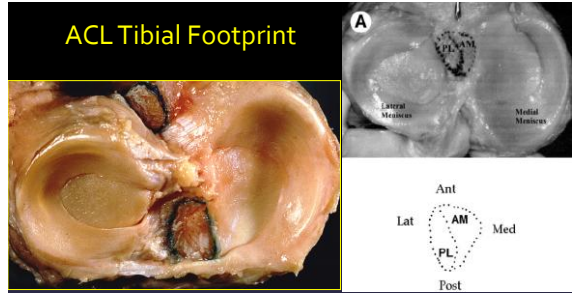 ACL Tibial Footprint
A
PL AM
Lateral
Meniscus
Medial
Meniscus
Ant
Lat
AM
Med
PL
Post